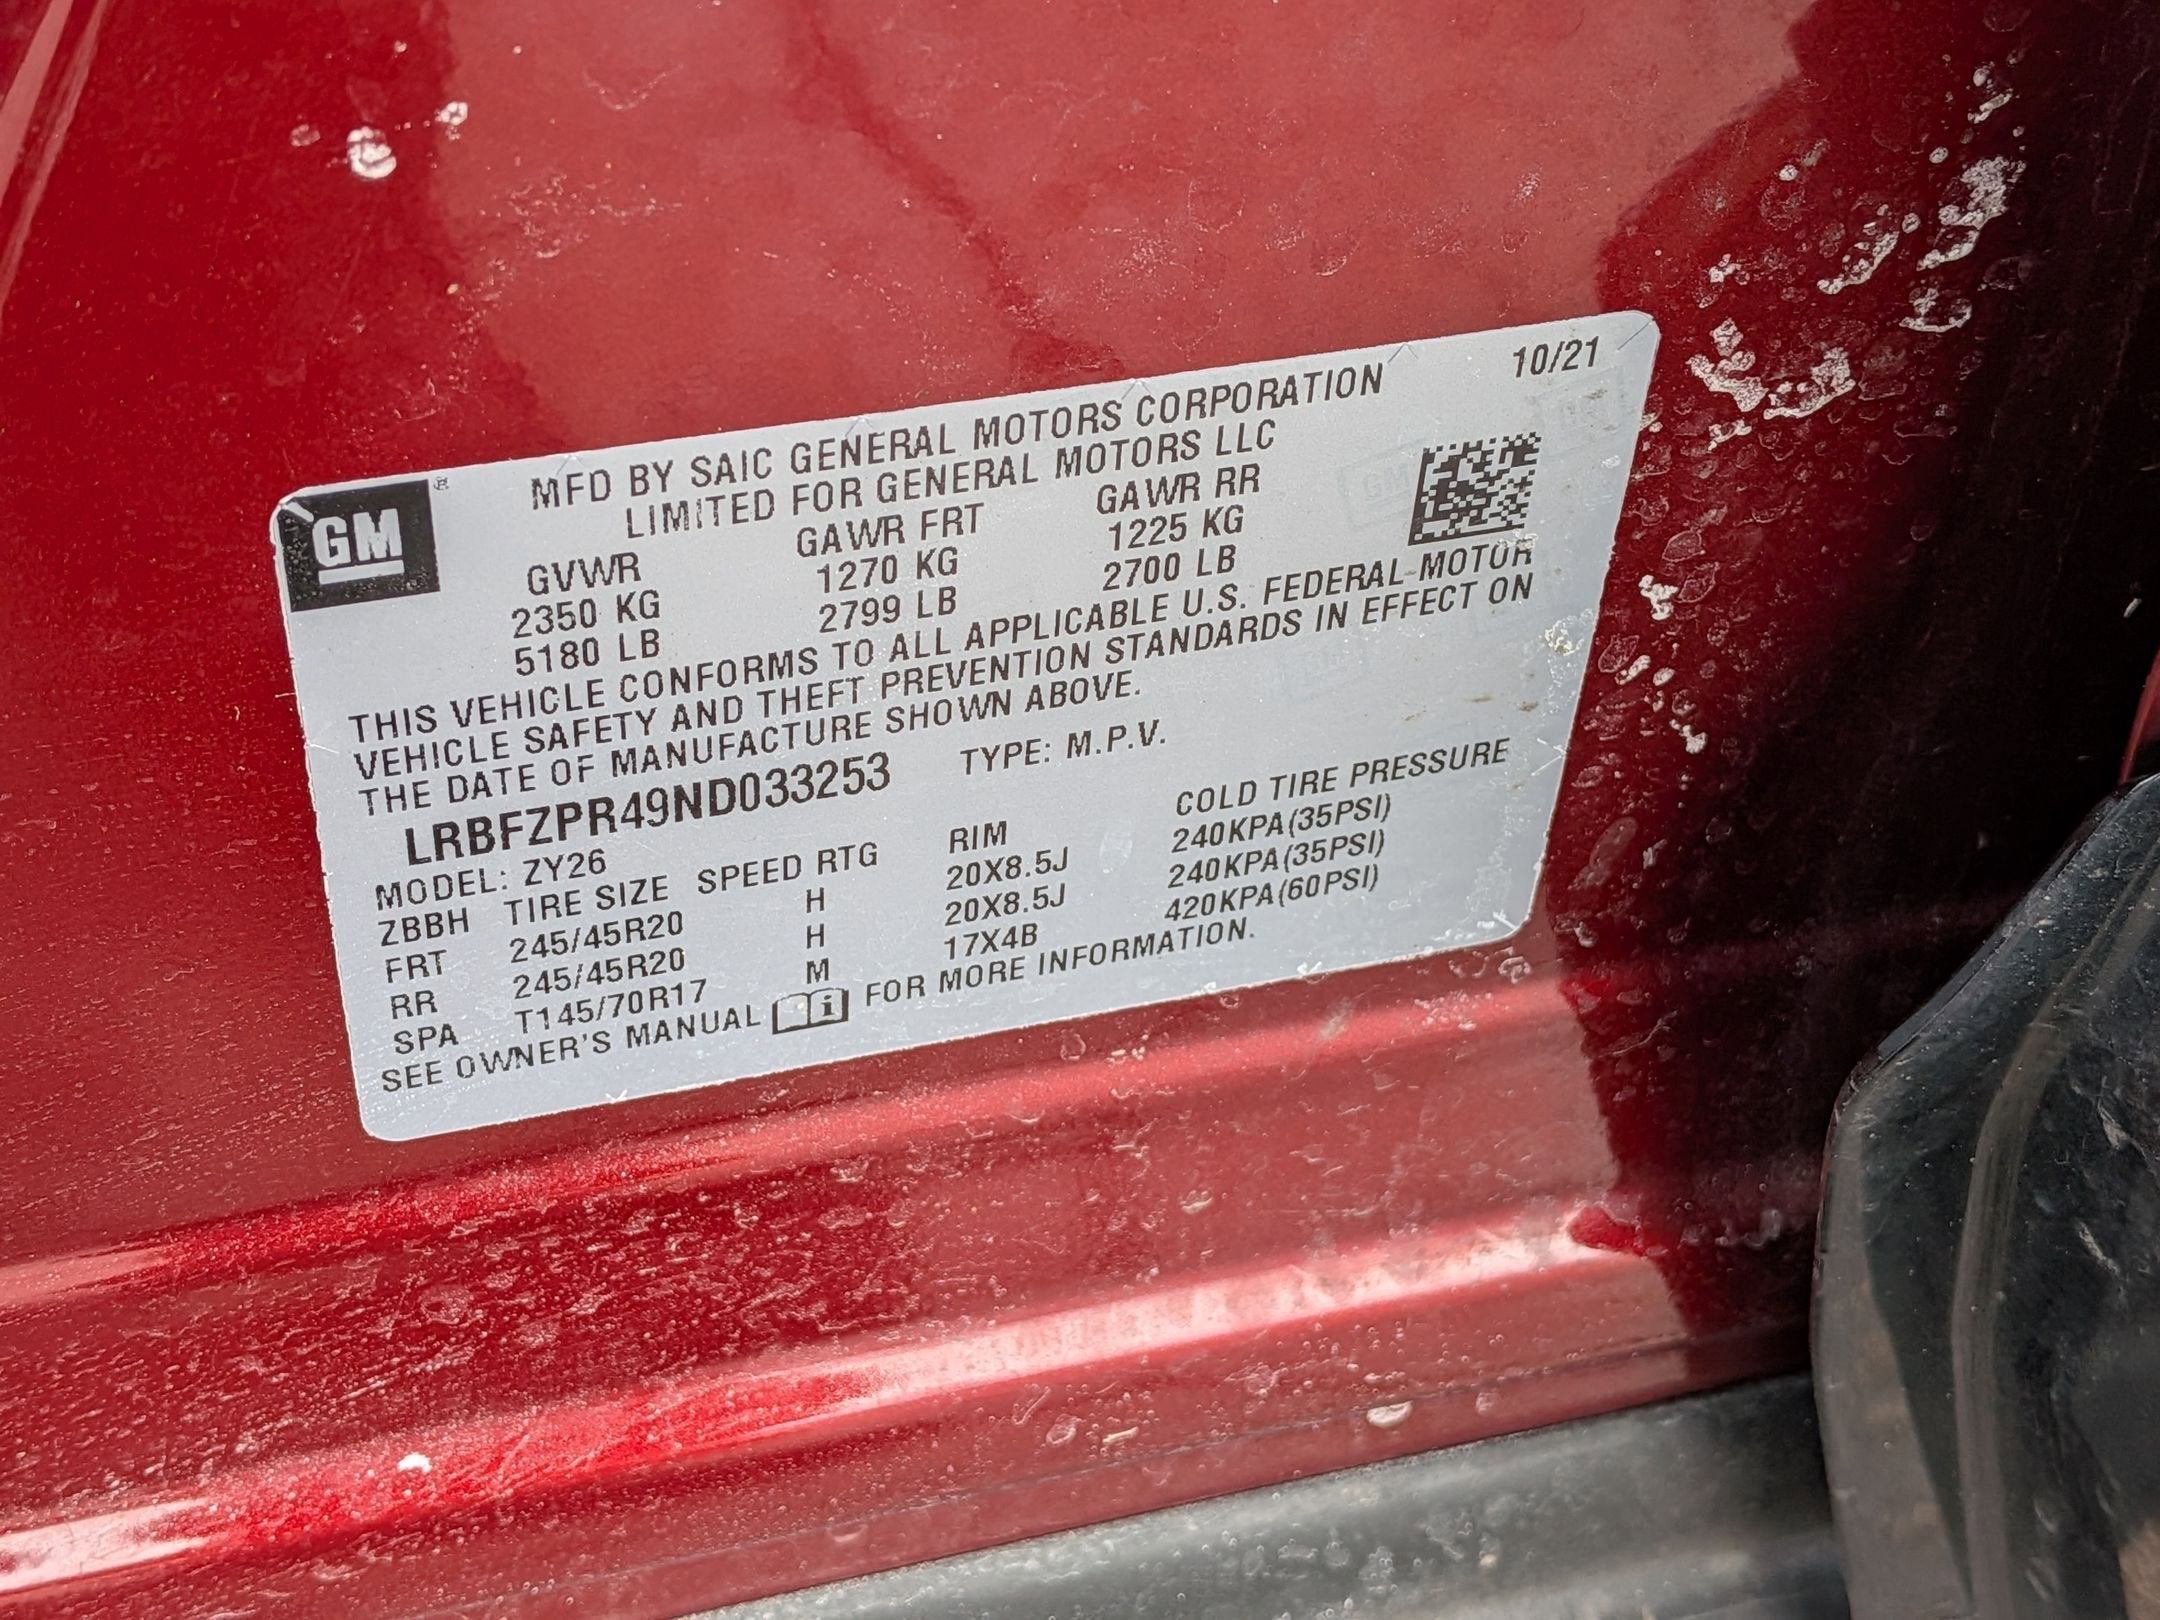 GM ®
MFD BY SAIC GENERAL MOTORS CORPORATION 10/21
LIMITED FOR GENERAL MOTORS LLC
GVWR GAWR FRT GAWR RR
2350 KG 1270 KG 1225 KG
5180 LB 2799 LB 2700 LB
THIS VEHICLE CONFORMS TO ALL APPLICABLE U.S. FEDERAL MOTOR
VEHICLE SAFETY AND THEFT PREVENTION STANDARDS IN EFFECT ON
THE DATE OF MANUFACTURE SHOWN ABOVE.
LRBFZPR49ND033253 TYPE: M.P.V.
MODEL: ZY26
ZBBH TIRE SIZE SPEED RTG RIM COLD TIRE PRESSURE
FRT 245/45R20 H 20X8.5J 240KPA(35PSI)
RR 245/45R20 H 20X8.5J 240KPA(35PSI)
SPA T145/70R17 M 17X4B 420KPA(60PSI)
SEE OWNER'S MANUAL i FOR MORE INFORMATION.